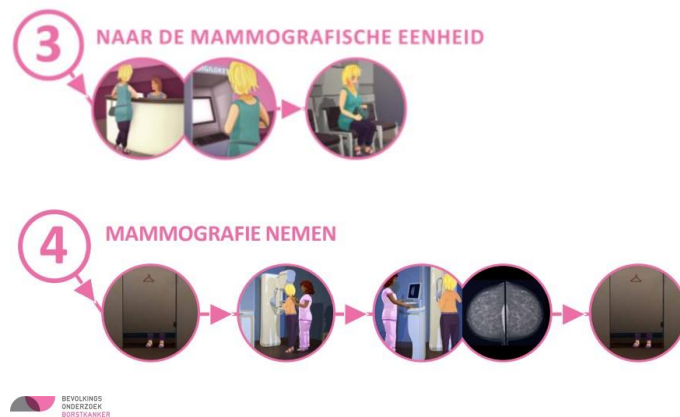 3
NAAR DE MAMMOGRAFISCHE EENHEID
4
MAMMOGRAFIE NEMEN
BEVOLKINGS
ONDERZOEK
BORSTKANKER